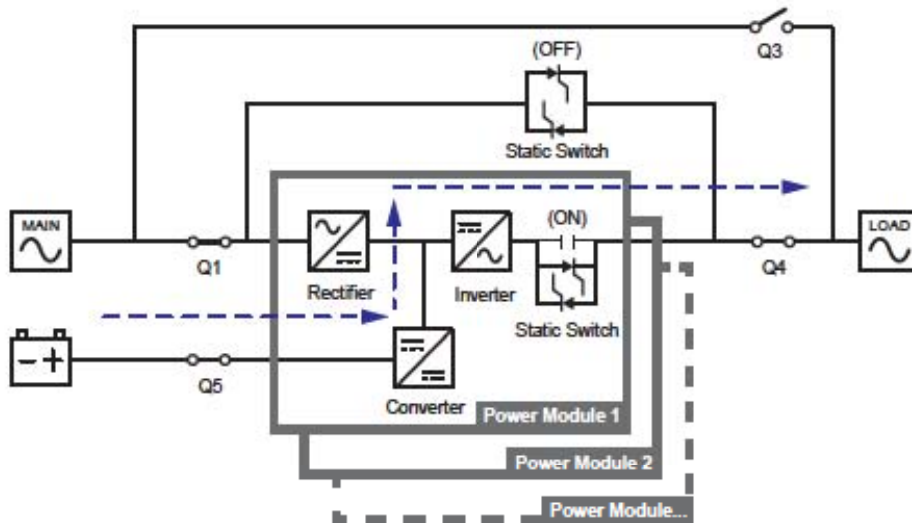 Q3
(OFF)
Static Switch
MAIN
(ON)
LOAD
Q1
Rectifier
Inverter
Q4
Static Switch
Q5
Converter
Power Module 1
Power Module 2
Power Module...